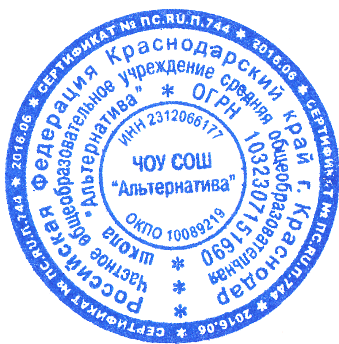 СЕРТИФИКАТ № ПС.RU.П.744 ✱ 2016.06 ✱ СЕРТИФИКАТ № ПС.RU.П.744 ✱ 2016.06 ✱ СЕРТИФИКАТ № ПС.RU.П.744 ✱ 2016.06 ✱
Российская Федерация Краснодарский край г. Краснодар
Частное общеобразовательное учреждение средняя общеобразовательная
школа "Альтернатива" ✱ ОГРН 1032307151690 ✱
ИНН 2312066177
ЧОУ СОШ
"Альтернатива"
ОКПО 10089219